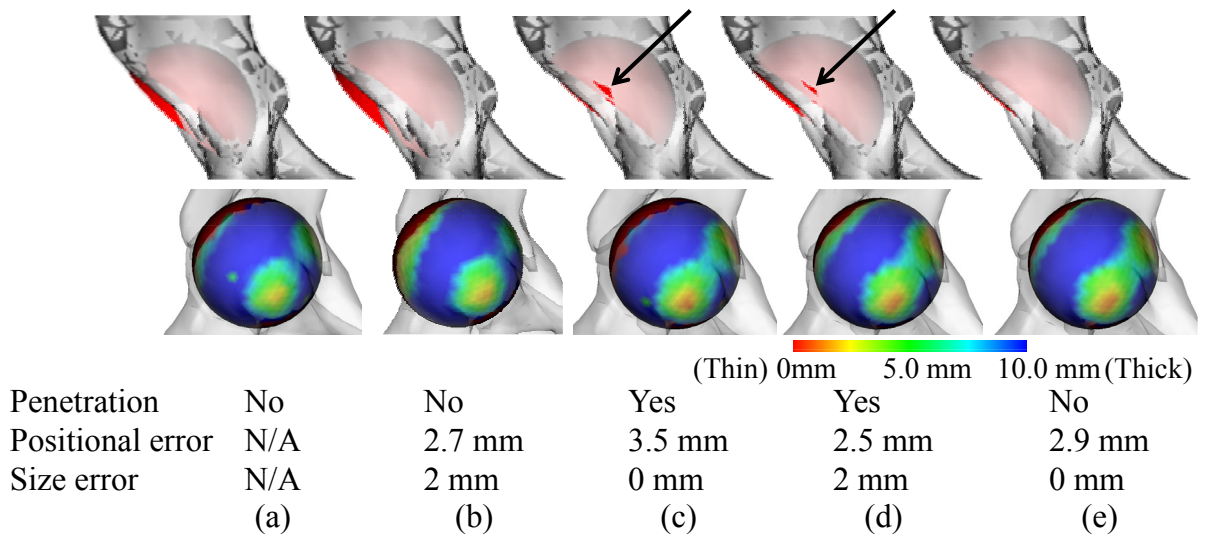 (Thin) 0mm 5.0 mm 10.0 mm (Thick)
Penetration No No Yes Yes No
Positional error N/A 2.7 mm 3.5 mm 2.5 mm 2.9 mm
Size error N/A 2 mm 0 mm 2 mm 0 mm
(a) (b) (c) (d) (e)